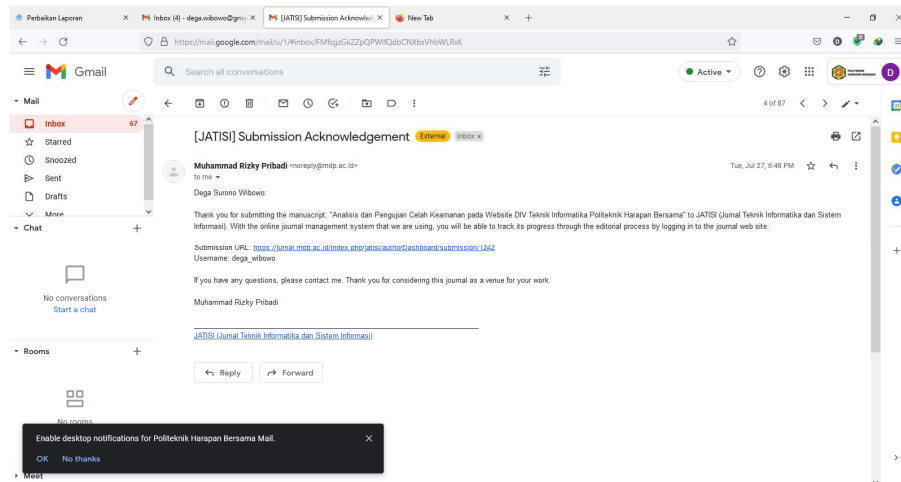 Perbaikan Laporan
Inbox (4) - dega.wibowo@gma
[JATISI] Submission Acknowled
New Tab
https://mail.google.com/mail/u/1/#inbox/FMfcgzGkZZpQPWfQdbCNXbsVhbWLRxK
Gmail
Search all conversations
Active
D
Mail
Inbox 67
Starred
Snoozed
Sent
Drafts
More
Chat
No conversations
Start a chat
Rooms
No rooms
Meet
4 of 87
[JATISI] Submission Acknowledgement External Inbox x
Muhammad Rizky Pribadi <noreply@mdp.ac.id>
Tue, Jul 27, 6:48 PM
to me
Dega Surono Wibowo:
Thank you for submitting the manuscript, "Analisis dan Pengujian Celah Keamanan pada Website DIV Teknik Informatika Politeknik Harapan Bersama" to JATISI (Jurnal Teknik Informatika dan Sistem
Informasi). With the online journal management system that we are using, you will be able to track its progress through the editorial process by logging in to the journal web site:
Submission URL: https://jurnal.mdp.ac.id/index.php/jatisi/authorDashboard/submission/1242
Username: dega_wibowo
If you have any questions, please contact me. Thank you for considering this journal as a venue for your work.
Muhammad Rizky Pribadi
JATISI (Jurnal Teknik Informatika dan Sistem Informasi)
Reply
Forward
Enable desktop notifications for Politeknik Harapan Bersama Mail.
OK No thanks